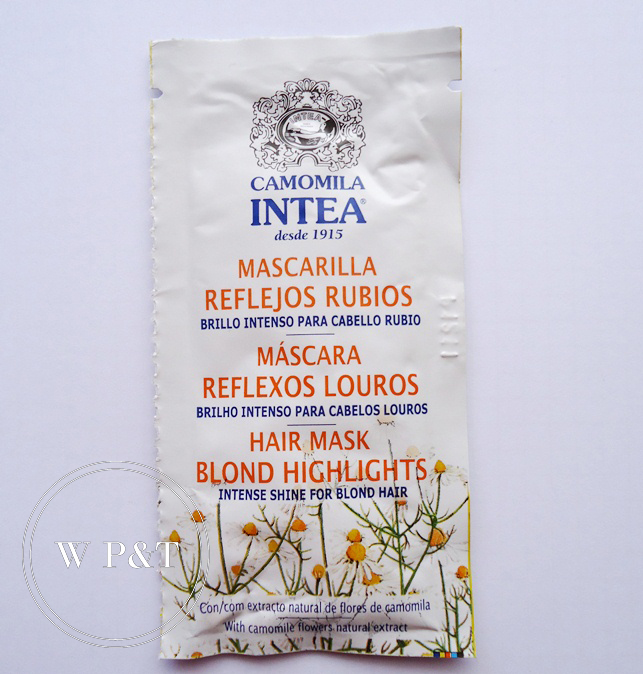 INTEA
CAMOMILA
INTEA®
desde 1915
MASCARILLA
REFLEJOS RUBIOS
BRILLO INTENSO PARA CABELLO RUBIO
MÁSCARA
REFLEXOS LOUROS
BRILHO INTENSO PARA CABELOS LOUROS
HAIR MASK
BLOND HIGHLIGHTS
INTENSE SHINE FOR BLOND HAIR
W P&T
Con/com extracto natural de flores de camomila
With camomile flowers natural extract